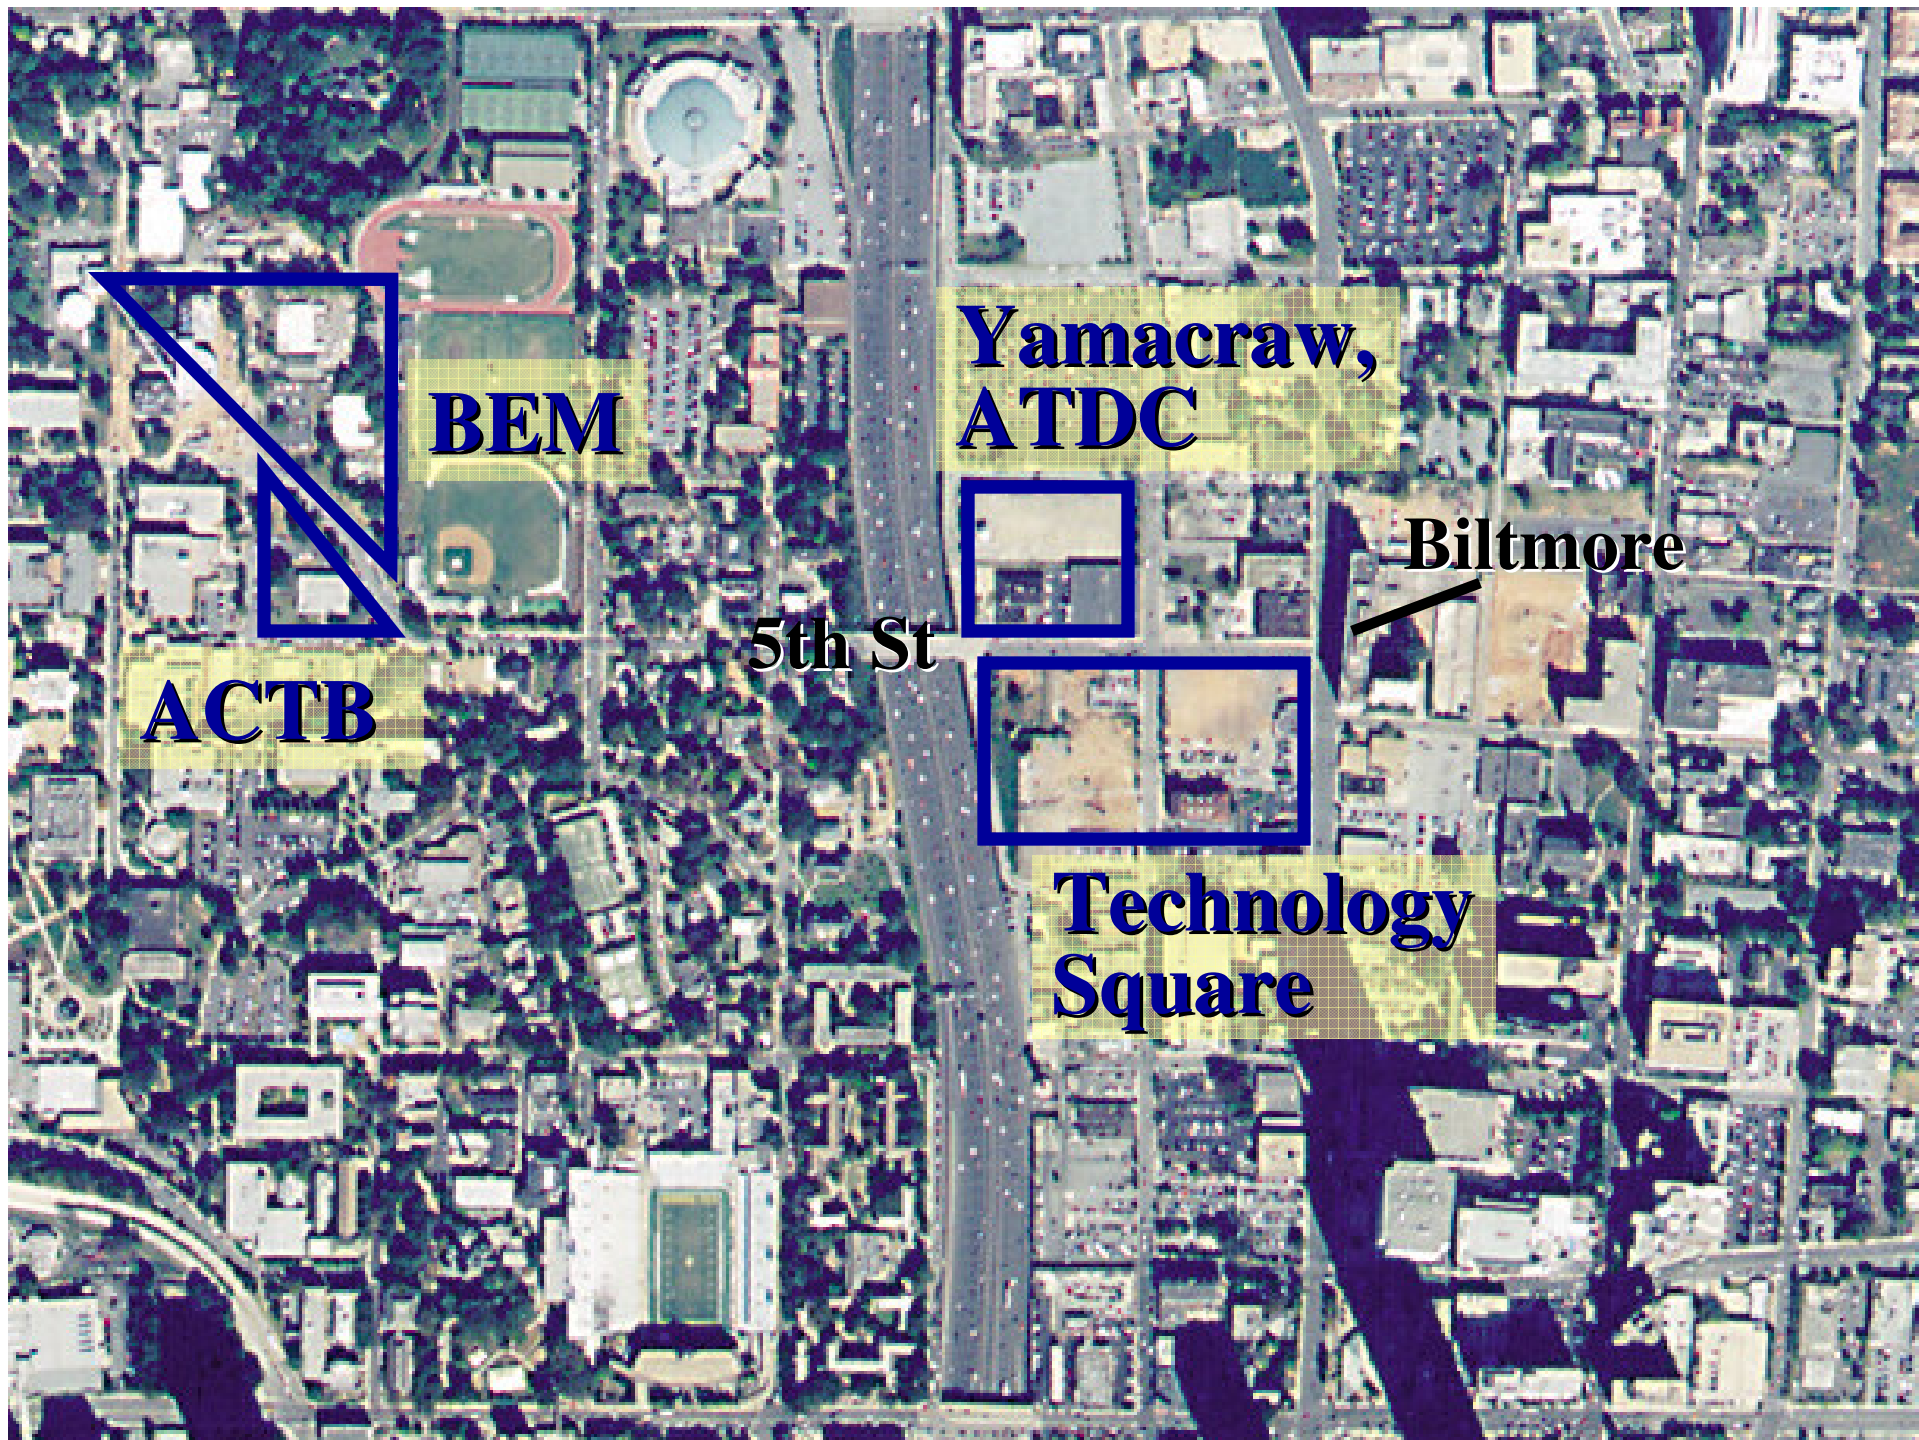 Yamacraw,
ATDC
BEM
Biltmore
5th St
ACTB
Technology
Square